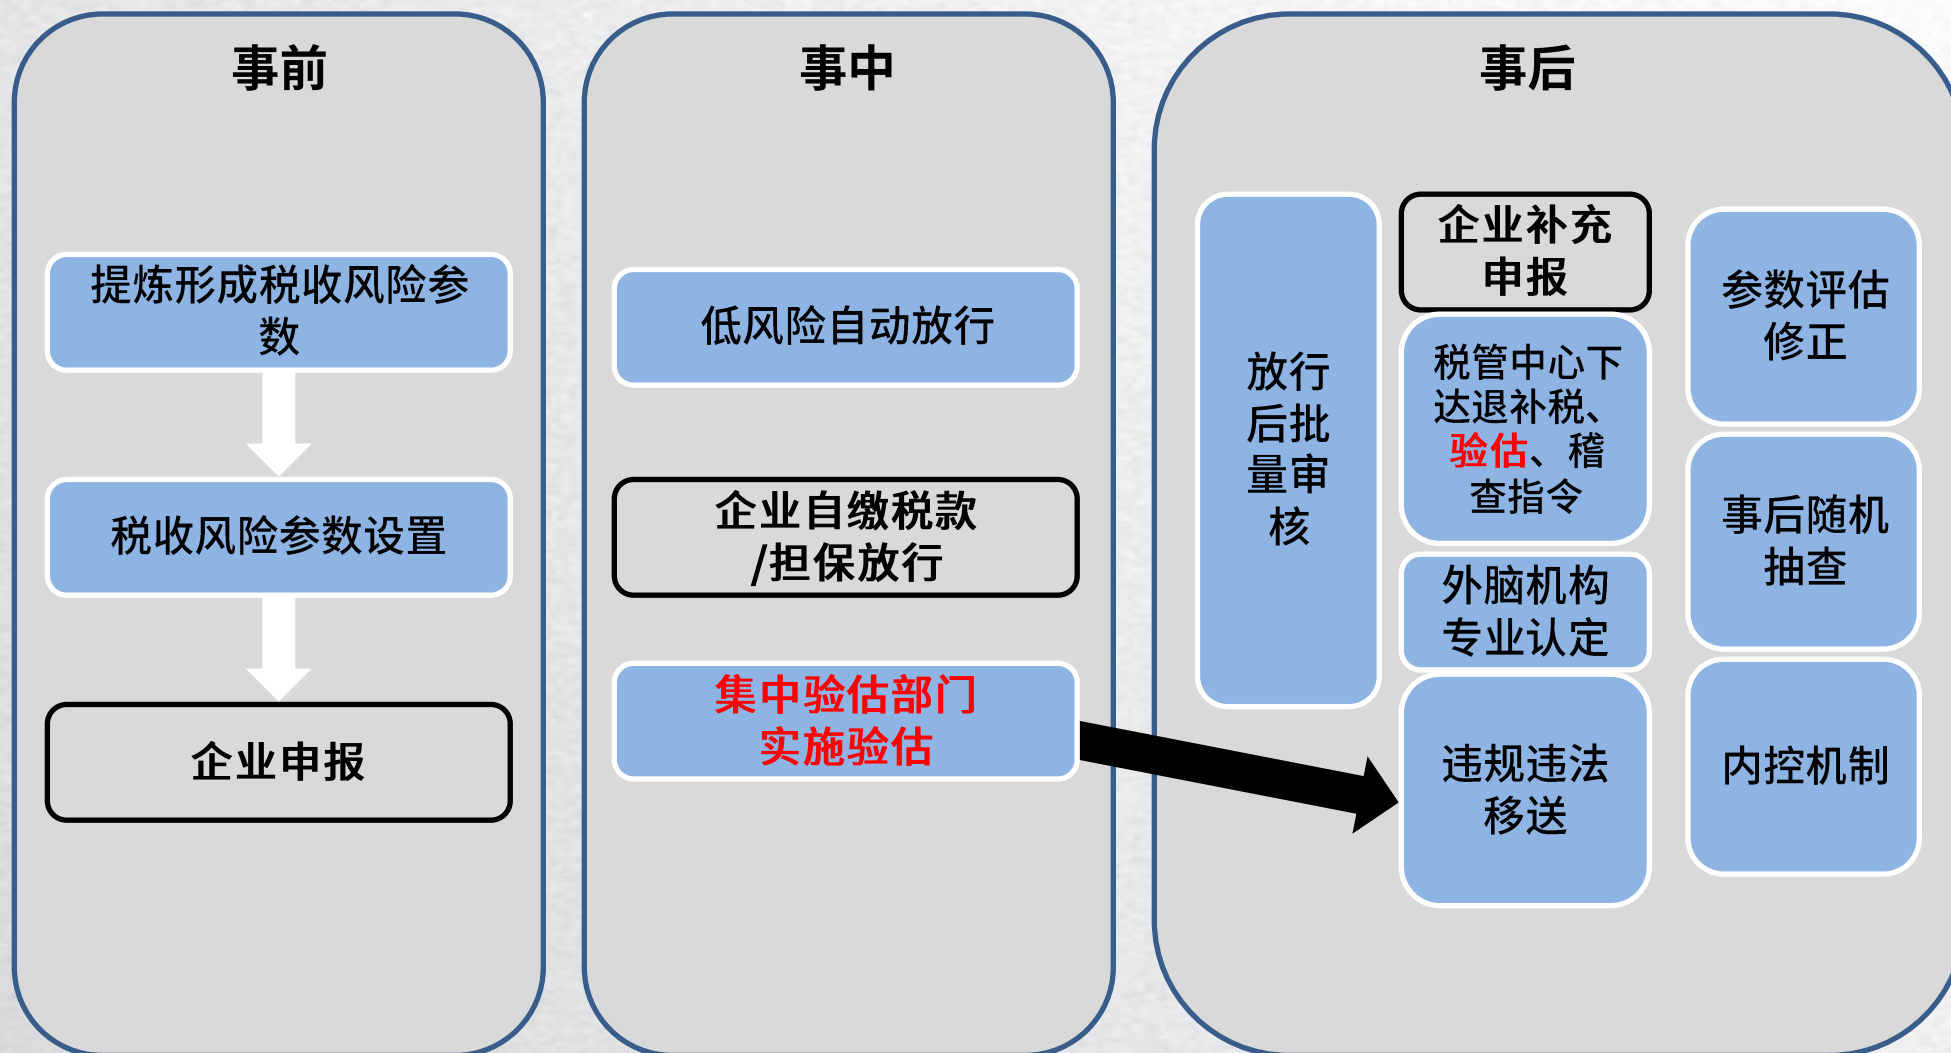 事前
提炼形成税收风险参
数
税收风险参数设置
企业申报
事中
低风险自动放行
企业自缴税款
/担保放行
集中验估部门
实施验估
事后
放行
后批
量审
核
企业补充
申报
税管中心下
达退补税、
验估、稽
查指令
外脑机构
专业认定
违规违法
移送
参数评估
修正
事后随机
抽查
内控机制